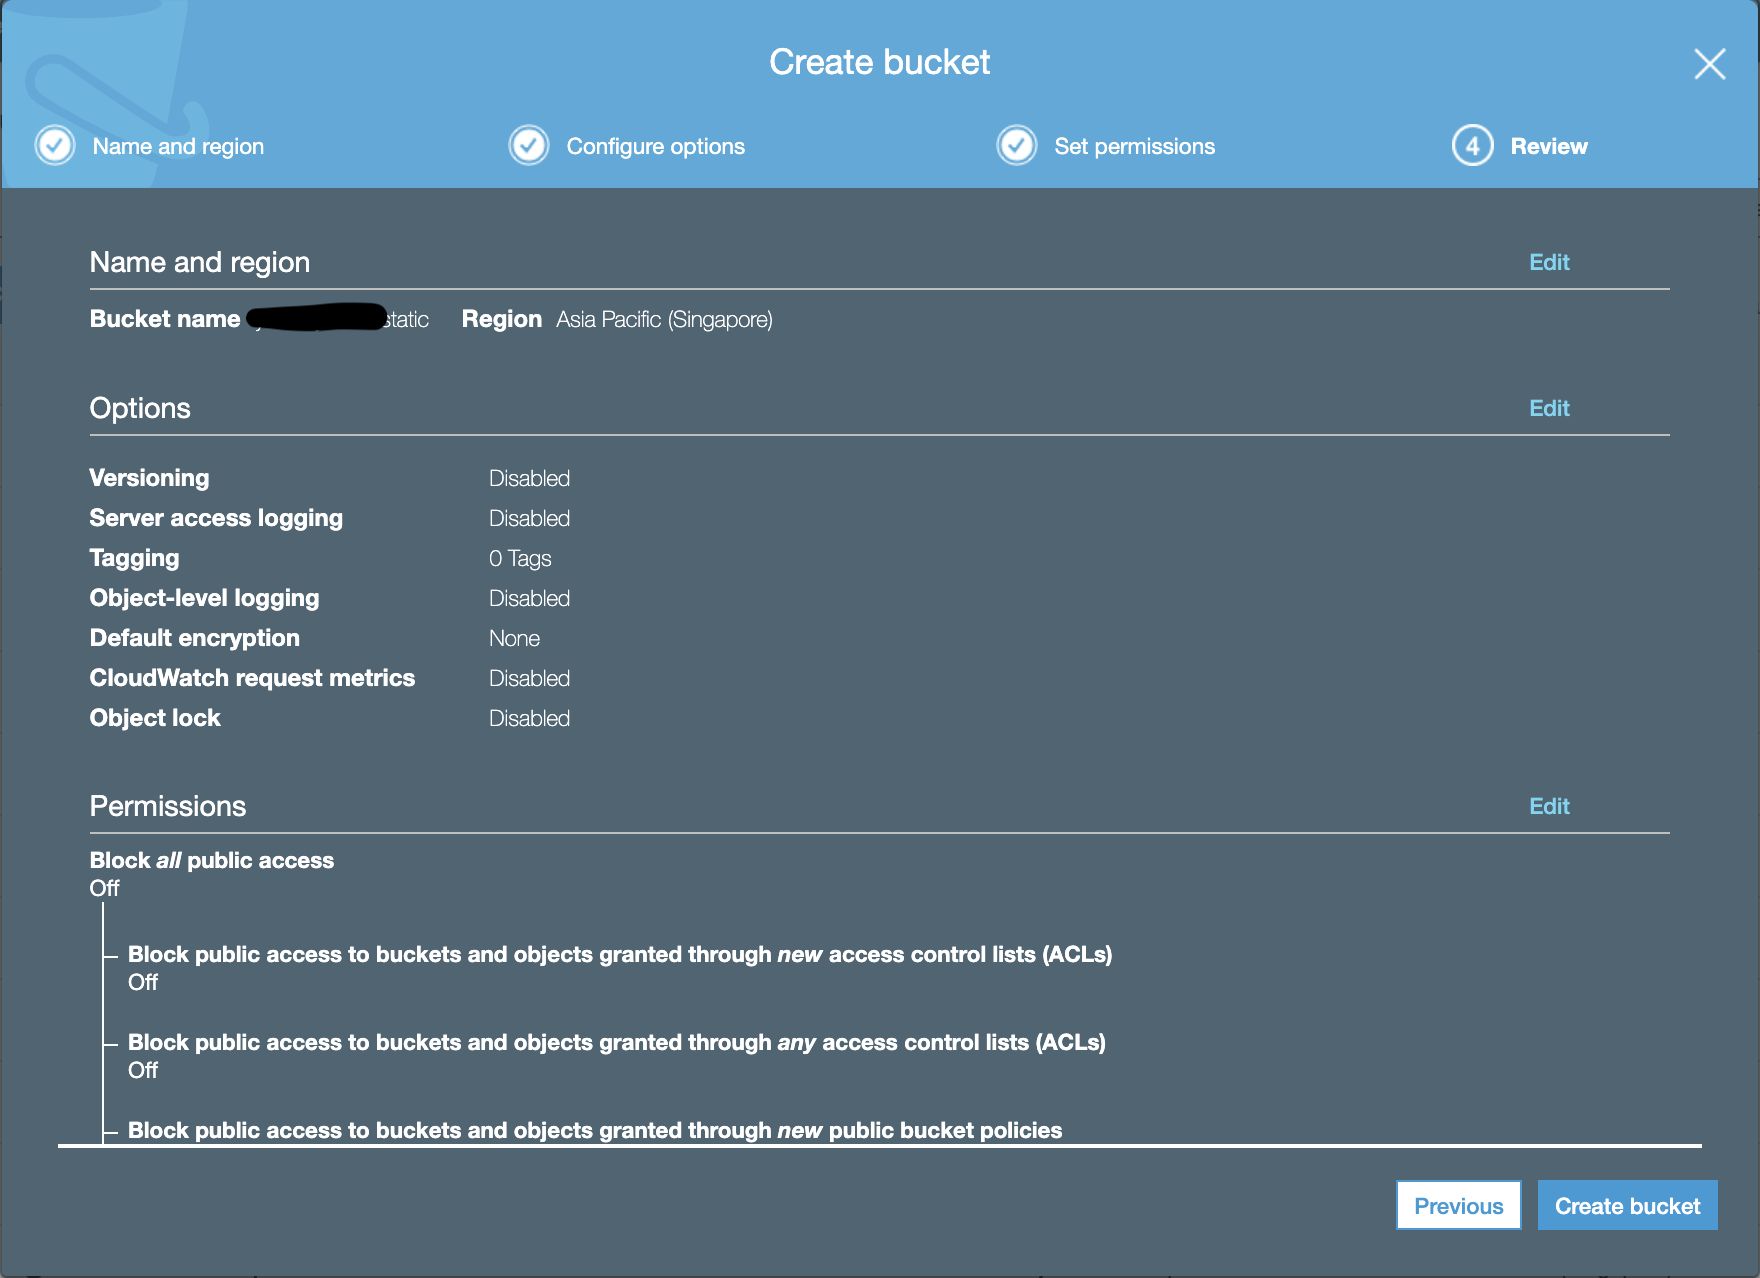 Create bucket
Name and region
Configure options
Set permissions
4 Review
Name and region Edit
Bucket name static Region Asia Pacific (Singapore)
Options Edit
Versioning Disabled
Server access logging Disabled
Tagging 0 Tags
Object-level logging Disabled
Default encryption None
CloudWatch request metrics Disabled
Object lock Disabled
Permissions Edit
Block all public access
Off
Block public access to buckets and objects granted through new access control lists (ACLs)
Off
Block public access to buckets and objects granted through any access control lists (ACLs)
Off
Block public access to buckets and objects granted through new public bucket policies
Previous Create bucket